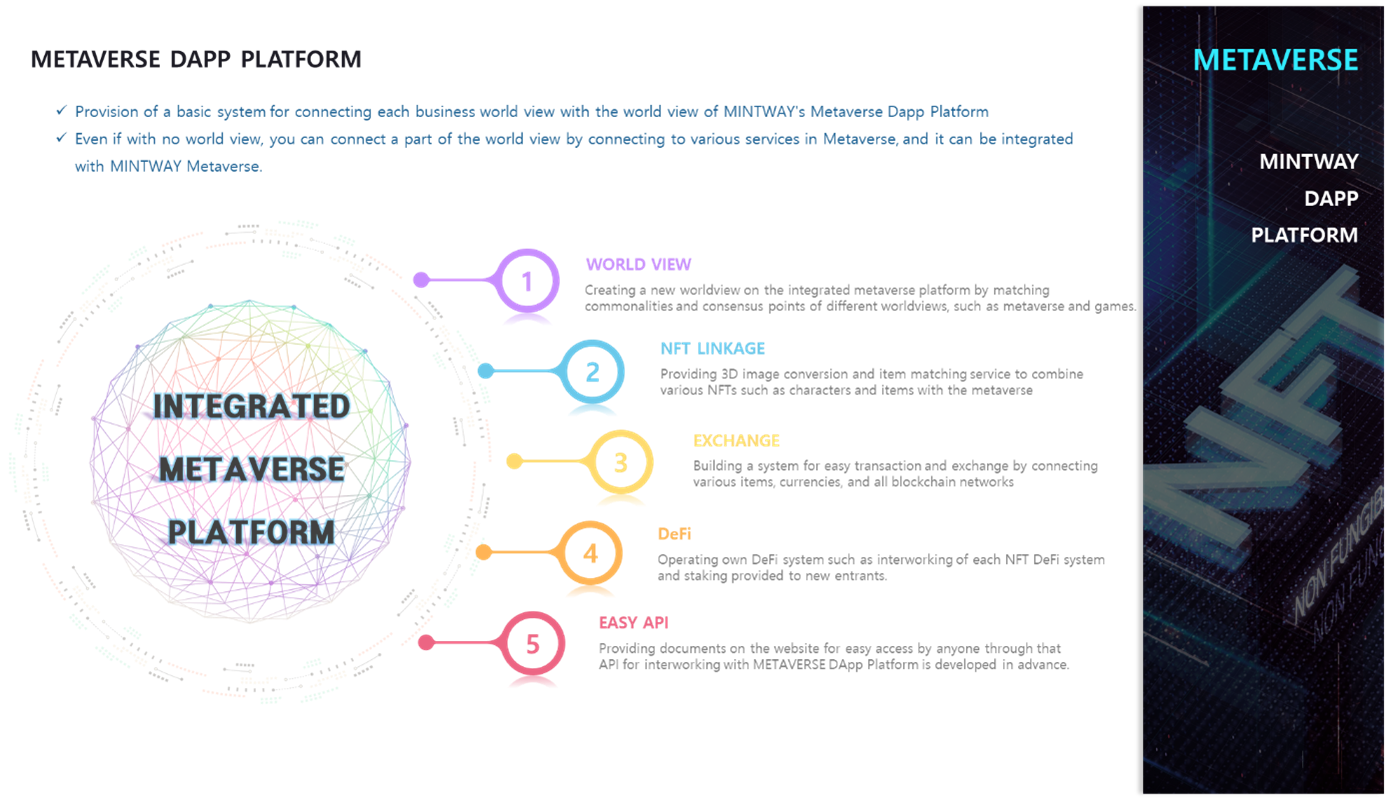 METAVERSE DAPP PLATFORM
✓ Provision of a basic system for connecting each business world view with the world view of MINTWAY's Metaverse Dapp Platform
✓ Even if with no world view, you can connect a part of the world view by connecting to various services in Metaverse, and it can be integrated
with MINTWAY Metaverse.
INTEGRATED
METAVERSE
PLATFORM
1
WORLD VIEW
Creating a new worldview on the integrated metaverse platform by matching
commonalities and consensus points of different worldviews, such as metaverse and games.
2
NFT LINKAGE
Providing 3D image conversion and item matching service to combine
various NFTs such as characters and items with the metaverse
3
EXCHANGE
Building a system for easy transaction and exchange by connecting
various items, currencies, and all blockchain networks
4
DeFi
Operating own DeFi system such as interworking of each NFT DeFi system
and staking provided to new entrants.
5
EASY API
Providing documents on the website for easy access by anyone through that
API for interworking with METAVERSE DApp Platform is developed in advance.
METAVERSE
MINTWAY
DAPP
PLATFORM
NFT
NON FUNGIB
NON FUNG